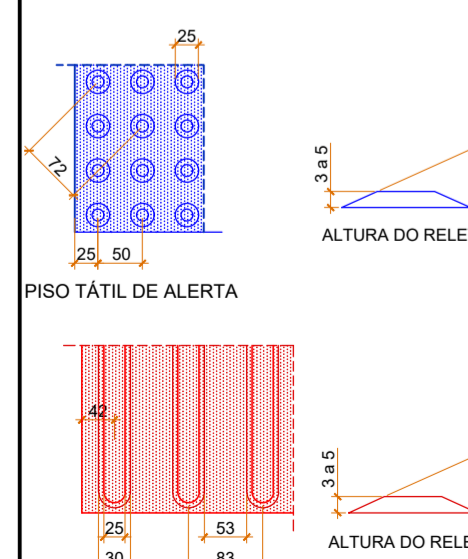 25
72
3 a 5
25 50
ALTURA DO RELE
PISO TÁTIL DE ALERTA
42
3 a 5
25 53
30 83
ALTURA DO RELE